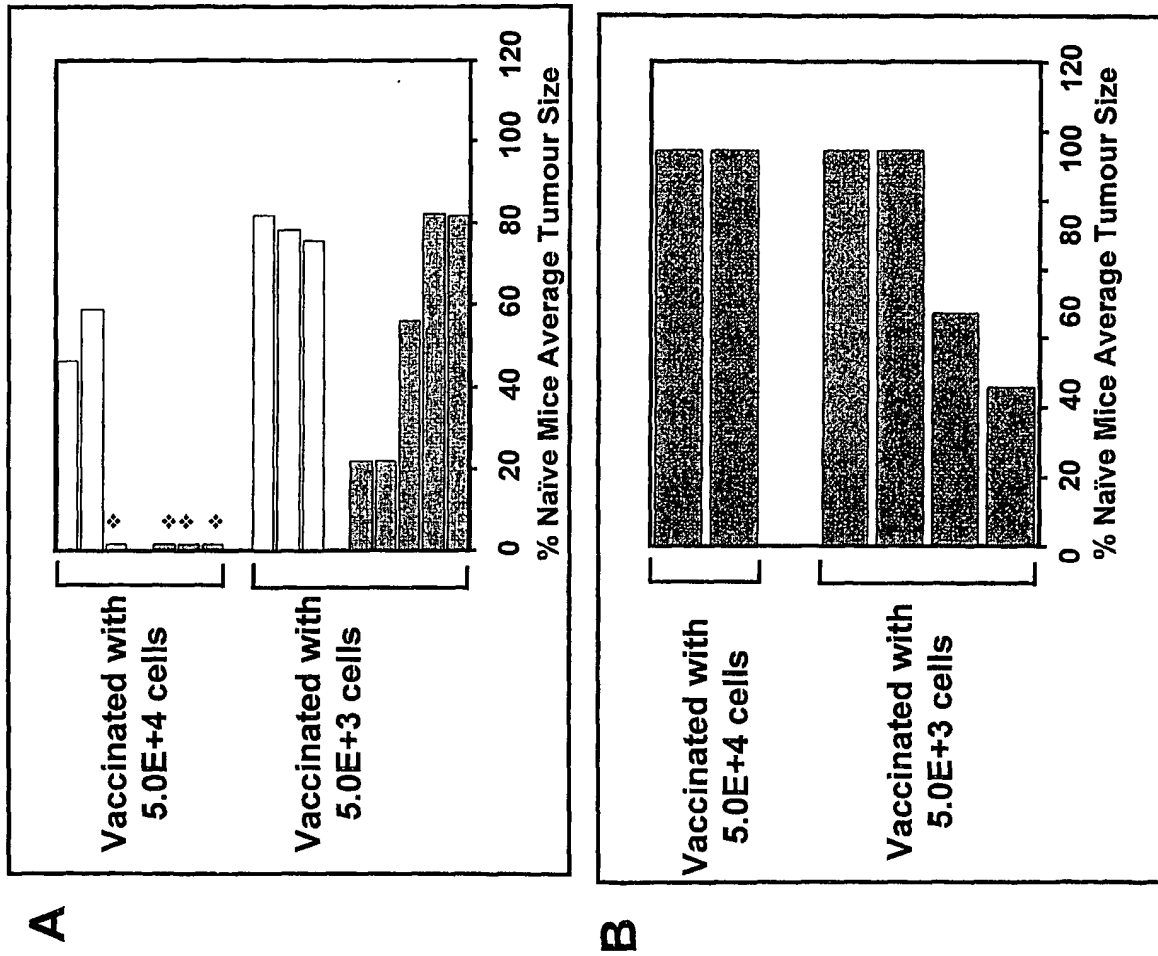 A
Vaccinated with
5.0E+4 cells
Vaccinated with
5.0E+3 cells
0 20 40 60 80 100 120
% Naïve Mice Average Tumour Size
B
Vaccinated with
5.0E+4 cells
Vaccinated with
5.0E+3 cells
0 20 40 60 80 100 120
% Naïve Mice Average Tumour Size